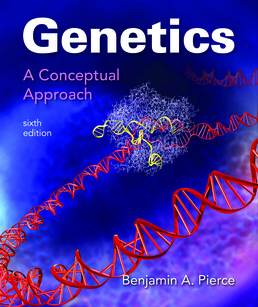 Genetics
A Conceptual
Approach
sixth
edition
Benjamin A. Pierce